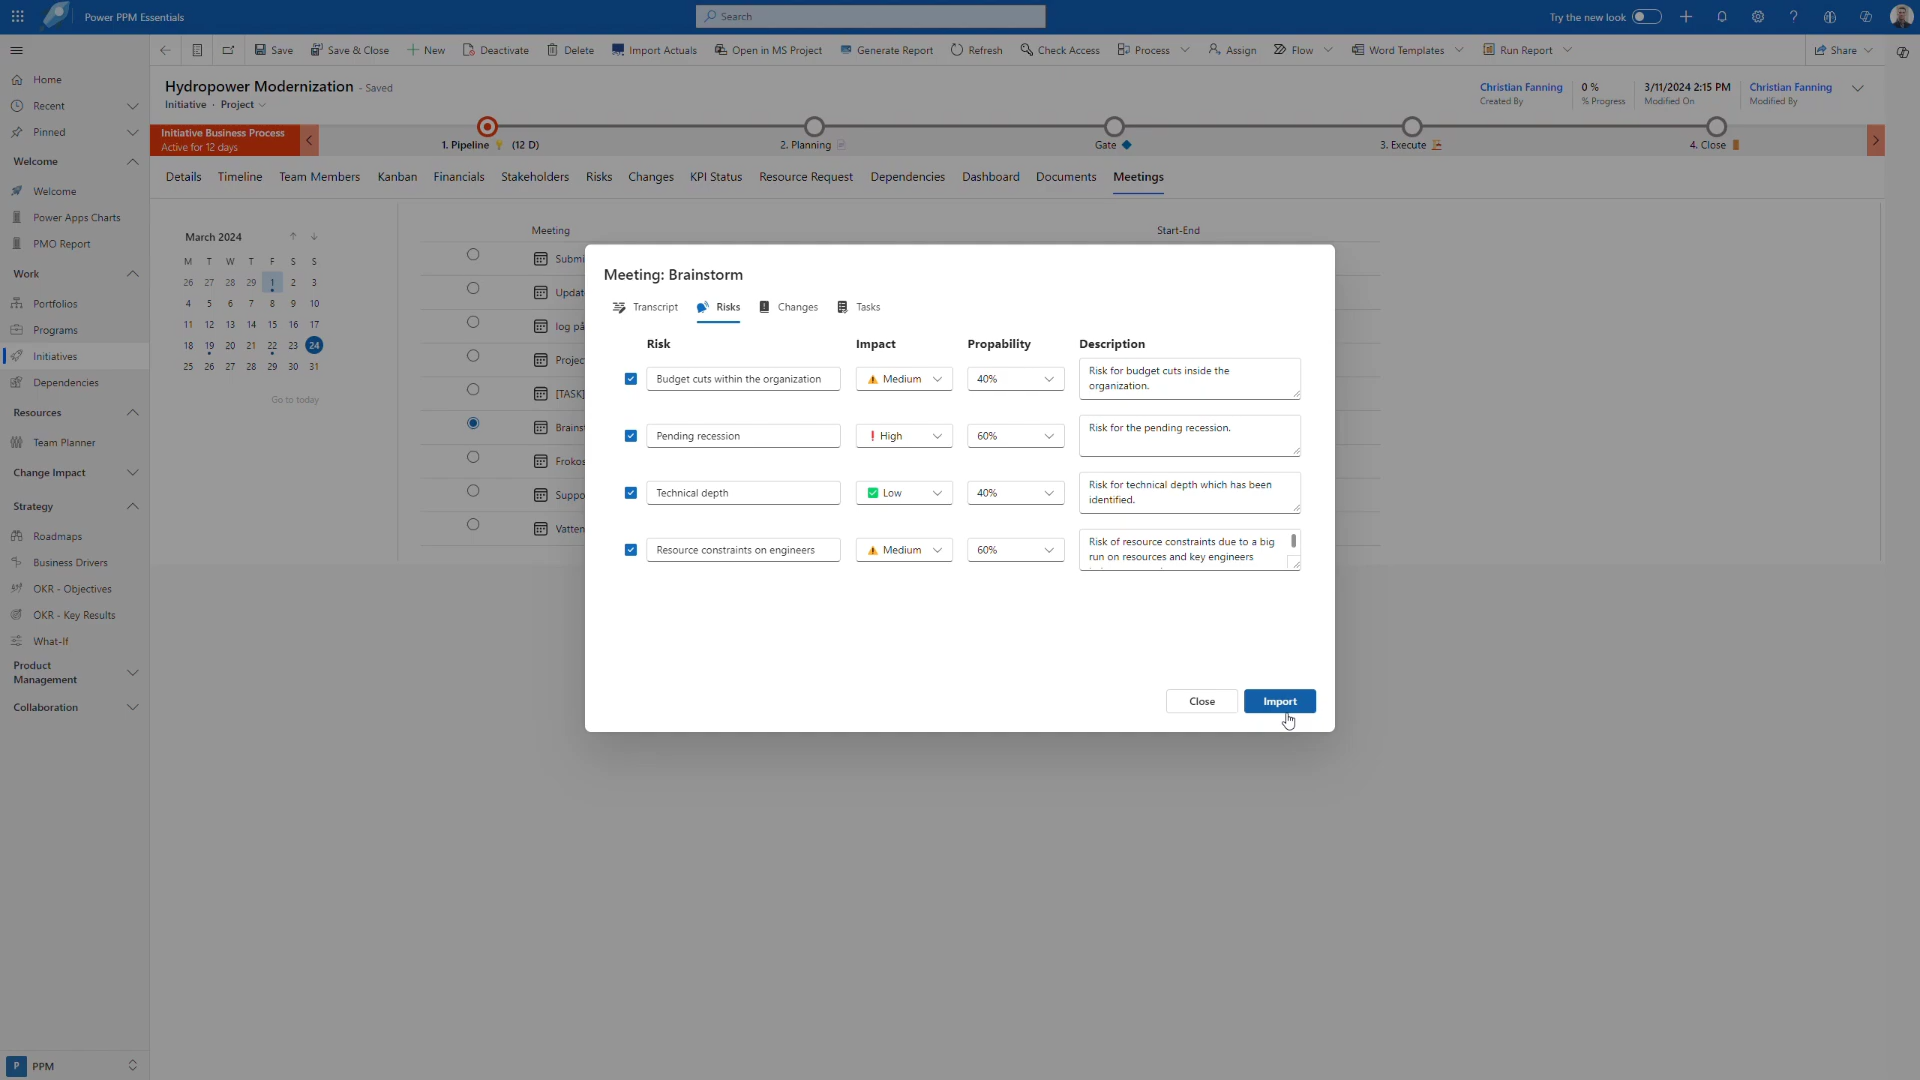 Power PPM Essentials
Search
Try the new look
Save
Save & Close
New
Deactivate
Delete
Import Actuals
Open in MS Project
Generate Report
Refresh
Check Access
Process
Assign
Flow
Word Templates
Run Report
Share
Home
Recent
Pinned
Welcome
Welcome
Power Apps Charts
PMO Report
Work
Portfolios
Programs
Initiatives
Dependencies
Resources
Team Planner
Change Impact
Strategy
Roadmaps
Business Drivers
OKR - Objectives
OKR - Key Results
What-If
Product
Management
Collaboration
P PPM
Hydropower Modernization - Saved
Initiative · Project
Christian Fanning
Created By
0 %
% Progress
3/11/2024 2:15 PM
Modified On
Christian Fanning
Modified By
Initiative Business Process
Active for 12 days
1. Pipeline (12 D)
2. Planning
Gate
3. Execute
4. Close
Details Timeline Team Members Kanban Financials Stakeholders Risks Changes KPI Status Resource Request Dependencies Dashboard Documents Meetings
March 2024
M T W T F S S
26 27 28 29 1 2 3
4 5 6 7 8 9 10
11 12 13 14 15 16 17
18 19 20 21 22 23 24
25 26 27 28 29 30 31
Go to today
Meeting Start-End
Submi
Updat
log på
Projec
[TASK]
Brains
Frokos
Suppo
Vatten
Meeting: Brainstorm
Transcript Risks Changes Tasks
Risk Impact Propability Description
Budget cuts within the organization Medium 40% Risk for budget cuts inside the
organization.
Pending recession High 60% Risk for the pending recession.
Technical depth Low 40% Risk for technical depth which has been
identified.
Resource constraints on engineers Medium 60% Risk of resource constraints due to a big
run on resources and key engineers
Close Import